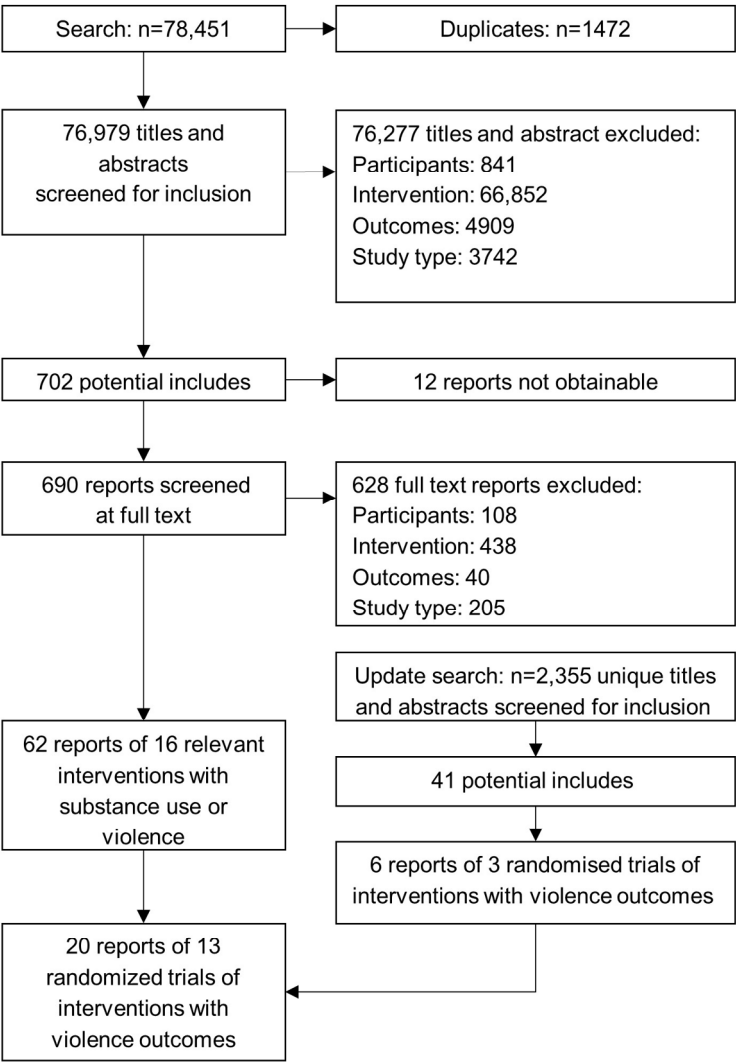 Search: n=78,451
Duplicates: n=1472
76,979 titles and
abstracts
screened for inclusion
76,277 titles and abstract excluded:
Participants: 841
Intervention: 66,852
Outcomes: 4909
Study type: 3742
702 potential includes
12 reports not obtainable
690 reports screened
at full text
628 full text reports excluded:
Participants: 108
Intervention: 438
Outcomes: 40
Study type: 205
Update search: n=2,355 unique titles
and abstracts screened for inclusion
62 reports of 16 relevant
interventions with
substance use or
violence
41 potential includes
6 reports of 3 randomised trials of
interventions with violence outcomes
20 reports of 13
randomized trials of
interventions with
violence outcomes